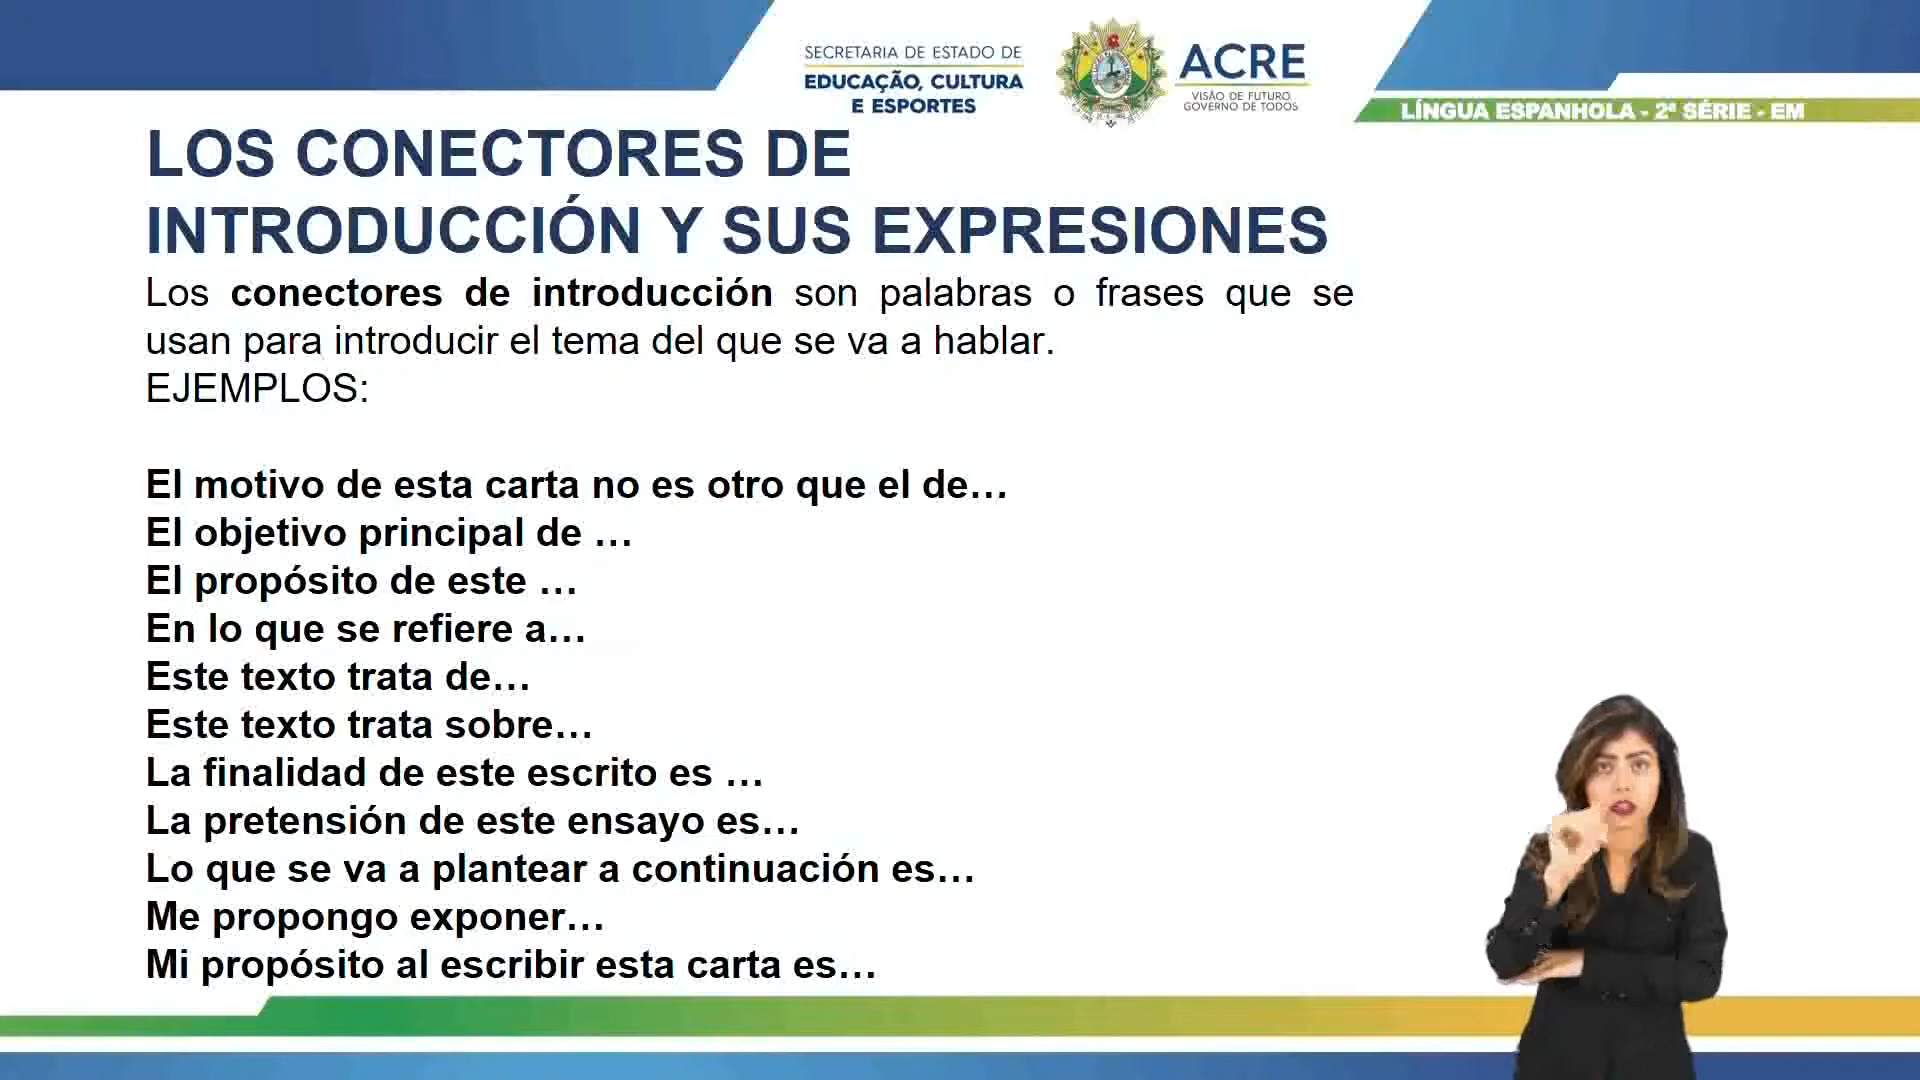 SECRETARIA DE ESTADO DE
EDUCAÇÃO, CULTURA
E ESPORTES
ACRE
VISÃO DE FUTURO,
GOVERNO DE TODOS
LÍNGUA ESPANHOLA - 2ª SÉRIE - EM
LOS CONECTORES DE
INTRODUCCIÓN Y SUS EXPRESIONES
Los conectores de introducción son palabras o frases que se
usan para introducir el tema del que se va a hablar.
EJEMPLOS:
El motivo de esta carta no es otro que el de…
El objetivo principal de …
El propósito de este …
En lo que se refiere a…
Este texto trata de…
Este texto trata sobre…
La finalidad de este escrito es …
La pretensión de este ensayo es…
Lo que se va a plantear a continuación es…
Me propongo exponer…
Mi propósito al escribir esta carta es…